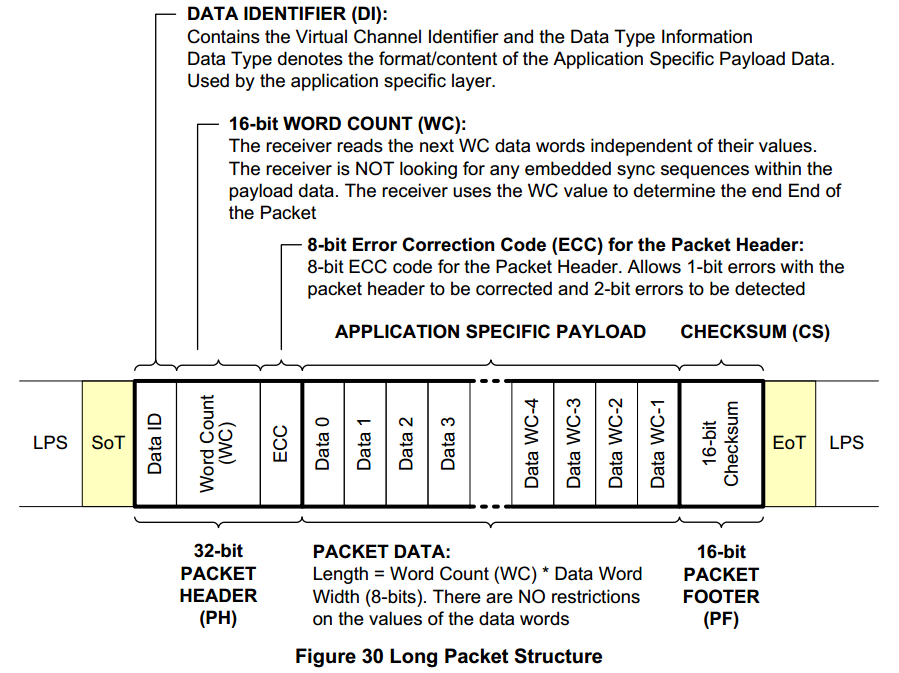 DATA IDENTIFIER (DI):
Contains the Virtual Channel Identifier and the Data Type Information
Data Type denotes the format/content of the Application Specific Payload Data.
Used by the application specific layer.
16-bit WORD COUNT (WC):
The receiver reads the next WC data words independent of their values.
The receiver is NOT looking for any embedded sync sequences within the
payload data. The receiver uses the WC value to determine the end End of
the Packet
8-bit Error Correction Code (ECC) for the Packet Header:
8-bit ECC code for the Packet Header. Allows 1-bit errors with the
packet header to be corrected and 2-bit errors to be detected
APPLICATION SPECIFIC PAYLOAD
CHECKSUM (CS)
LPS
SoT
Data ID
Word Count
(WC)
ECC
Data 0
Data 1
Data 2
Data 3
Data WC-4
Data WC-3
Data WC-2
Data WC-1
16-bit
Checksum
EoT
LPS
32-bit
PACKET
HEADER
(PH)
PACKET DATA:
Length = Word Count (WC) * Data Word
Width (8-bits). There are NO restrictions
on the values of the data words
16-bit
PACKET
FOOTER
(PF)
Figure 30 Long Packet Structure